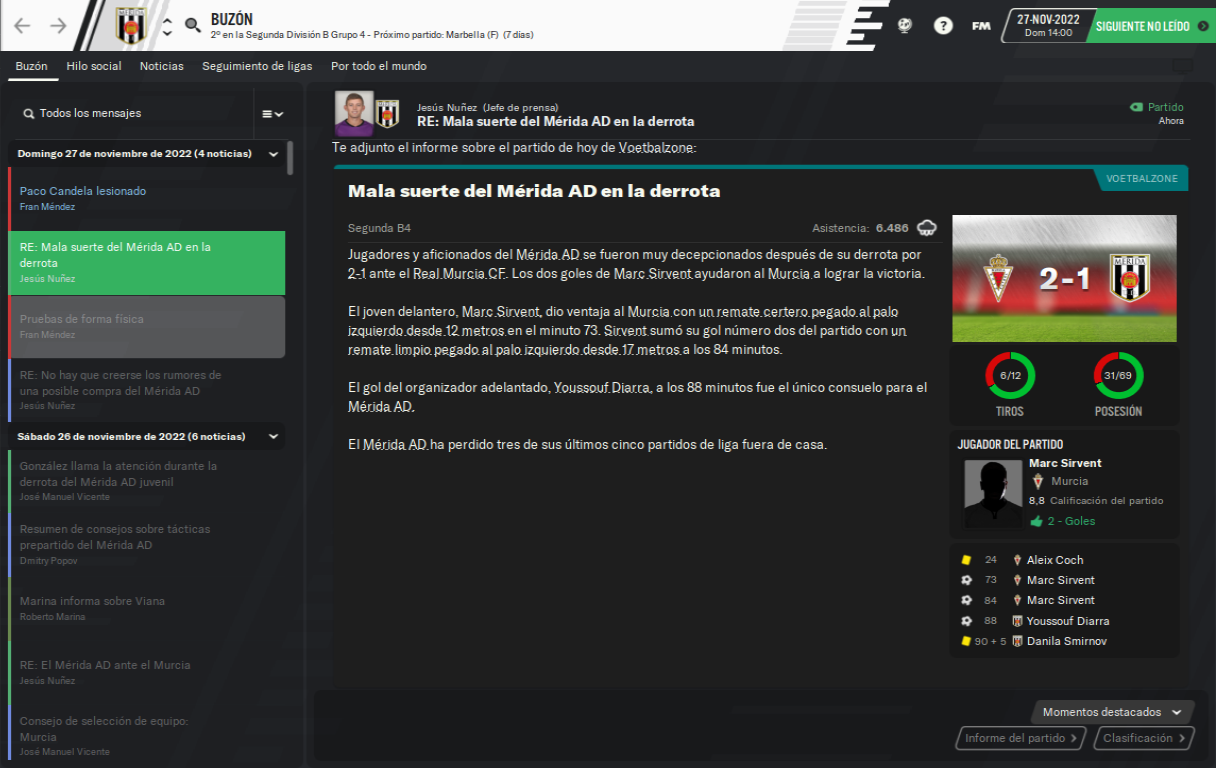 BUZÓN
2º en la Segunda División B Grupo 4 - Próximo partido: Marbella (F) (7 días)
FM
27-NOV-2022
Dom 14:00
SIGUIENTE NO LEÍDO
Buzón Hilo social Noticias Seguimiento de ligas Por todo el mundo
Todos los mensajes
Domingo 27 de noviembre de 2022 (4 noticias)
Paco Candela lesionado
Fran Méndez
RE: Mala suerte del Mérida AD en la
derrota
Jesús Nuñez
Pruebas de forma física
Fran Méndez
RE: No hay que creerse los rumores de
una posible compra del Mérida AD
Jesús Nuñez
Sábado 26 de noviembre de 2022 (6 noticias)
González llama la atención durante la
derrota del Mérida AD juvenil
José Manuel Vicente
Resumen de consejos sobre tácticas
prepartido del Mérida AD
Dmitry Popov
Marina informa sobre Viana
Roberto Marina
RE: El Mérida AD ante el Murcia
Jesús Nuñez
Consejo de selección de equipo:
Murcia
José Manuel Vicente
Jesús Nuñez (Jefe de prensa)
RE: Mala suerte del Mérida AD en la derrota
Partido
Ahora
Te adjunto el informe sobre el partido de hoy de Voetbalzone:
VOETBALZONE
Mala suerte del Mérida AD en la derrota
Segunda B4
Asistencia: 6.486
Jugadores y aficionados del Mérida AD se fueron muy decepcionados después de su derrota por
2-1 ante el Real Murcia CF. Los dos goles de Marc Sirvent ayudaron al Murcia a lograr la victoria.
El joven delantero, Marc Sirvent, dio ventaja al Murcia con un remate certero pegado al palo
izquierdo desde 12 metros en el minuto 73. Sirvent sumó su gol número dos del partido con un
remate limpio pegado al palo izquierdo desde 17 metros a los 84 minutos.
El gol del organizador adelantado, Youssouf Diarra, a los 88 minutos fue el único consuelo para el
Mérida AD.
El Mérida AD ha perdido tres de sus últimos cinco partidos de liga fuera de casa.
2-1
MÉRIDA
6/12
31/69
TIROS
POSESIÓN
JUGADOR DEL PARTIDO
Marc Sirvent
Murcia
8,8 Calificación del partido
2 - Goles
24 Aleix Coch
73 Marc Sirvent
84 Marc Sirvent
88 Youssouf Diarra
90 + 5 Danila Smirnov
Momentos destacados
Informe del partido
Clasificación